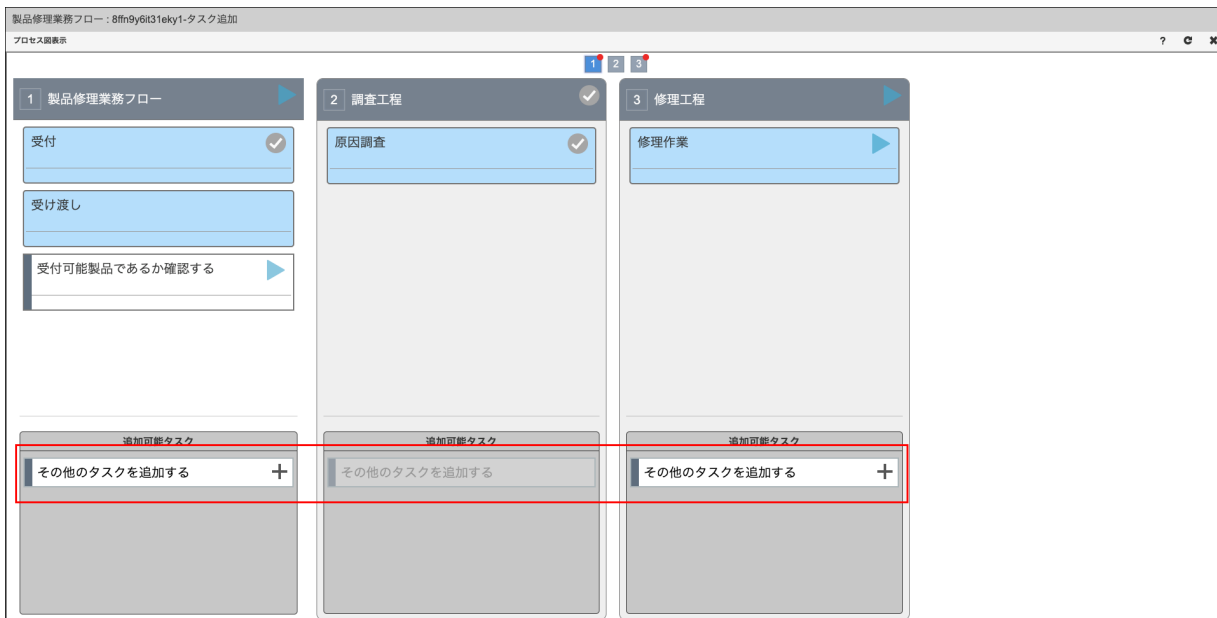 製品修理業務フロー : 8ffn9y6it31eky1-タスク追加
プロセス図表示
?
1 2 3
1 製品修理業務フロー
受付
受け渡し
受付可能製品であるか確認する
追加可能タスク
その他のタスクを追加する
2 調査工程
原因調査
追加可能タスク
その他のタスクを追加する
3 修理工程
修理作業
追加可能タスク
その他のタスクを追加する